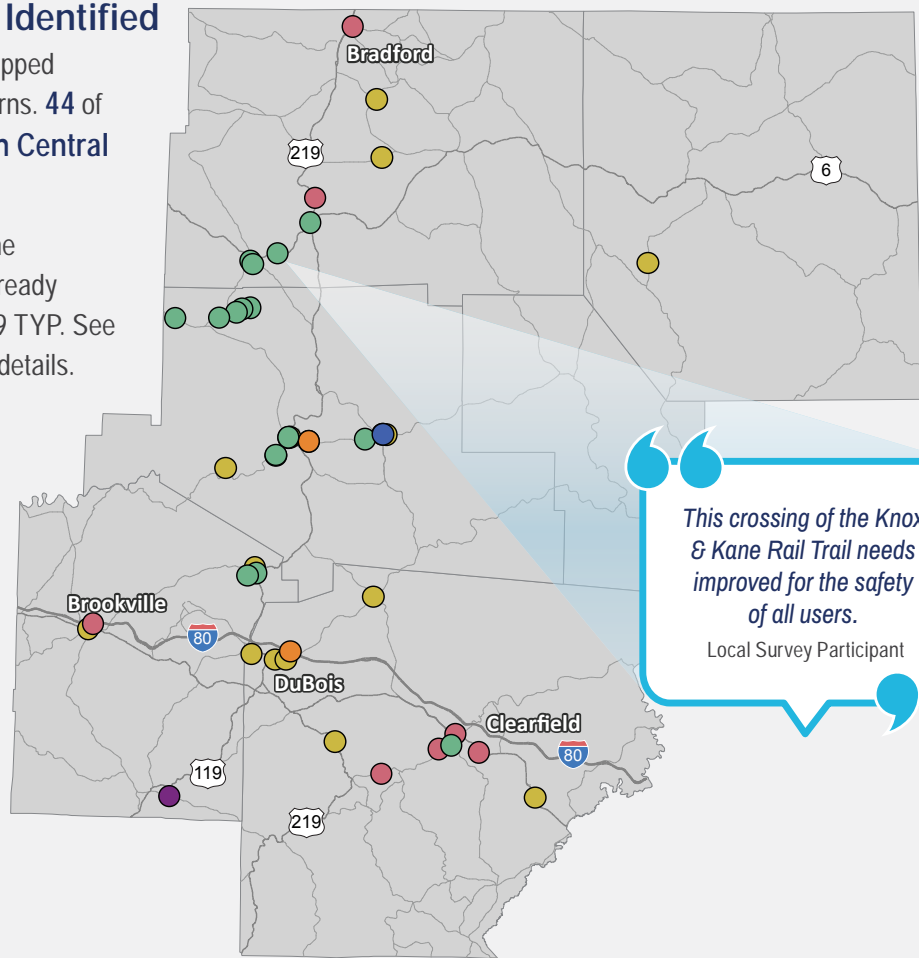 Identified
pped
rns. 44 of
n Central
ne
ready
9 TYP. See
details.
Bradford
219
6
Brookville
80
DuBois
Clearfield
80
119
219
This crossing of the Knox
& Kane Rail Trail needs
improved for the safety
of all users.
Local Survey Participant